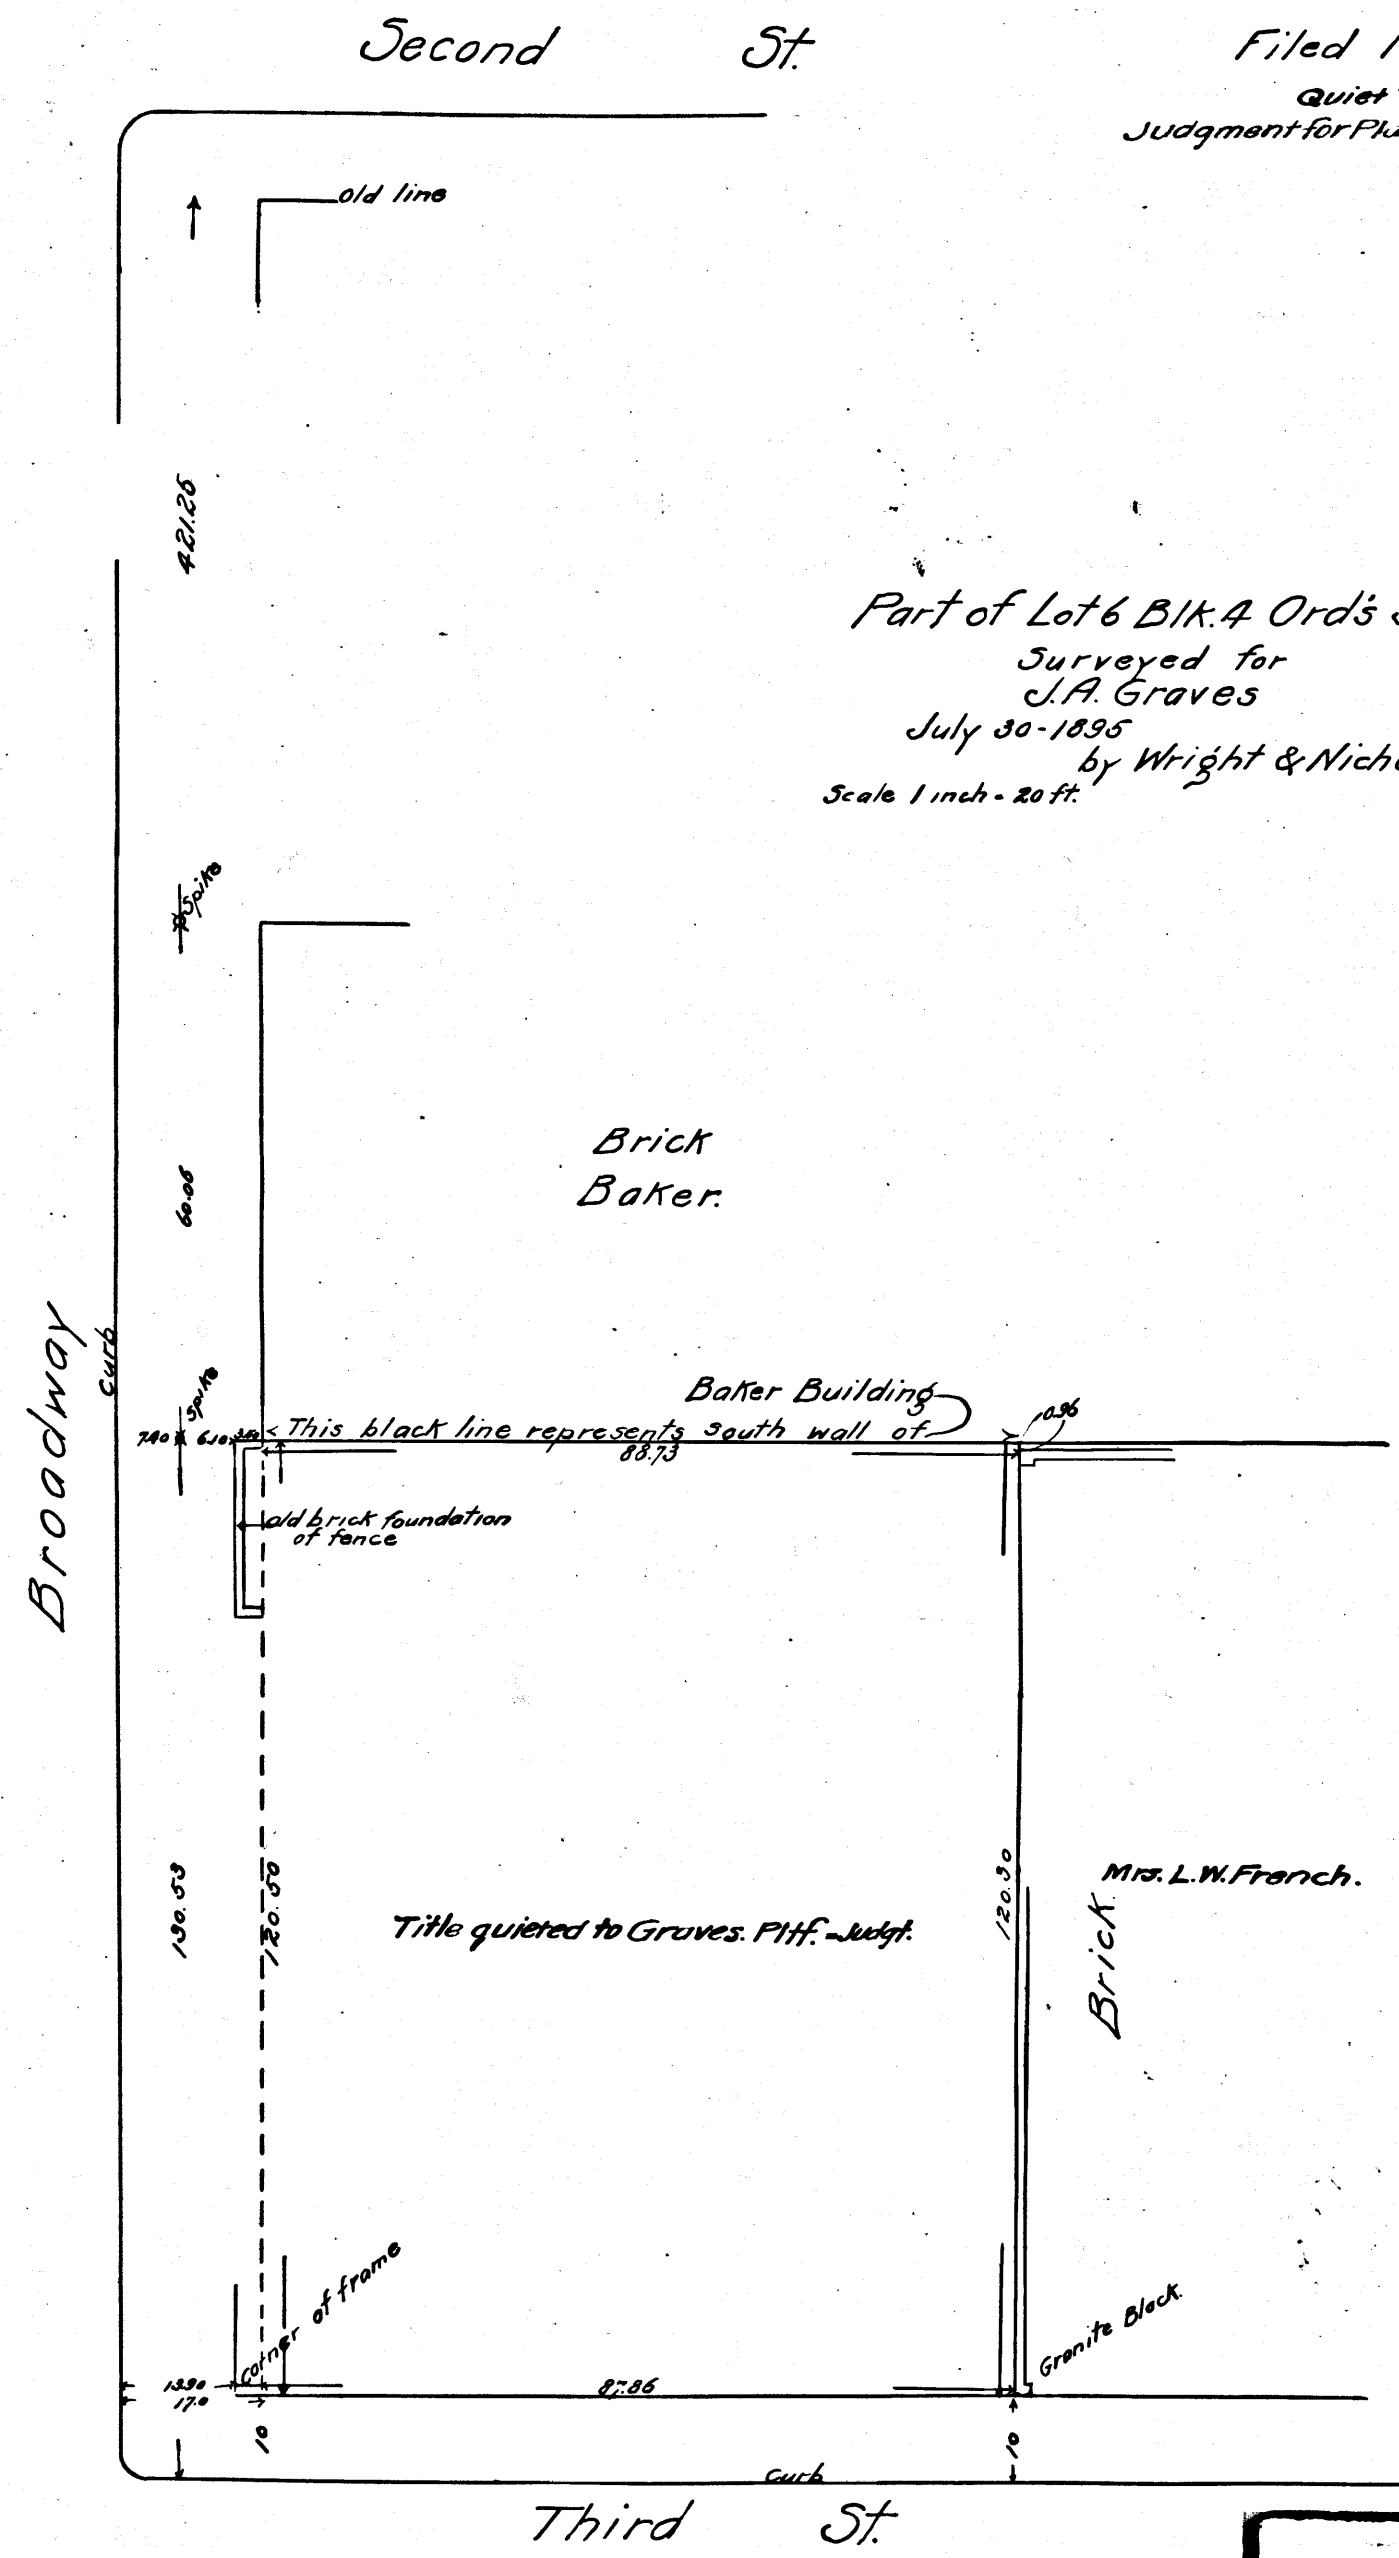 Second St.
Filed
Quiet
Judgment for
old line
421.25
Part of Lot 6 Blk. 4 Ord's
Surveyed for
J.A. Graves
July 30-1895
by Wright &
Scale 1 inch = 20 ft.
Spike
Brick
Baker.
60.06
Broadway
Curb
Spike
Baker Building
0.96
7.40 6.10
This black line represents south wall of
88.73
old brick foundation
of fence
130.53
120.50
120.30
Mrs. L.W. French.
Title quieted to Graves. Pltf. - Judgt.
Brick
corner of frame
Granite Block.
13.90
87.86
17.0
10
10
Curb
Third St.